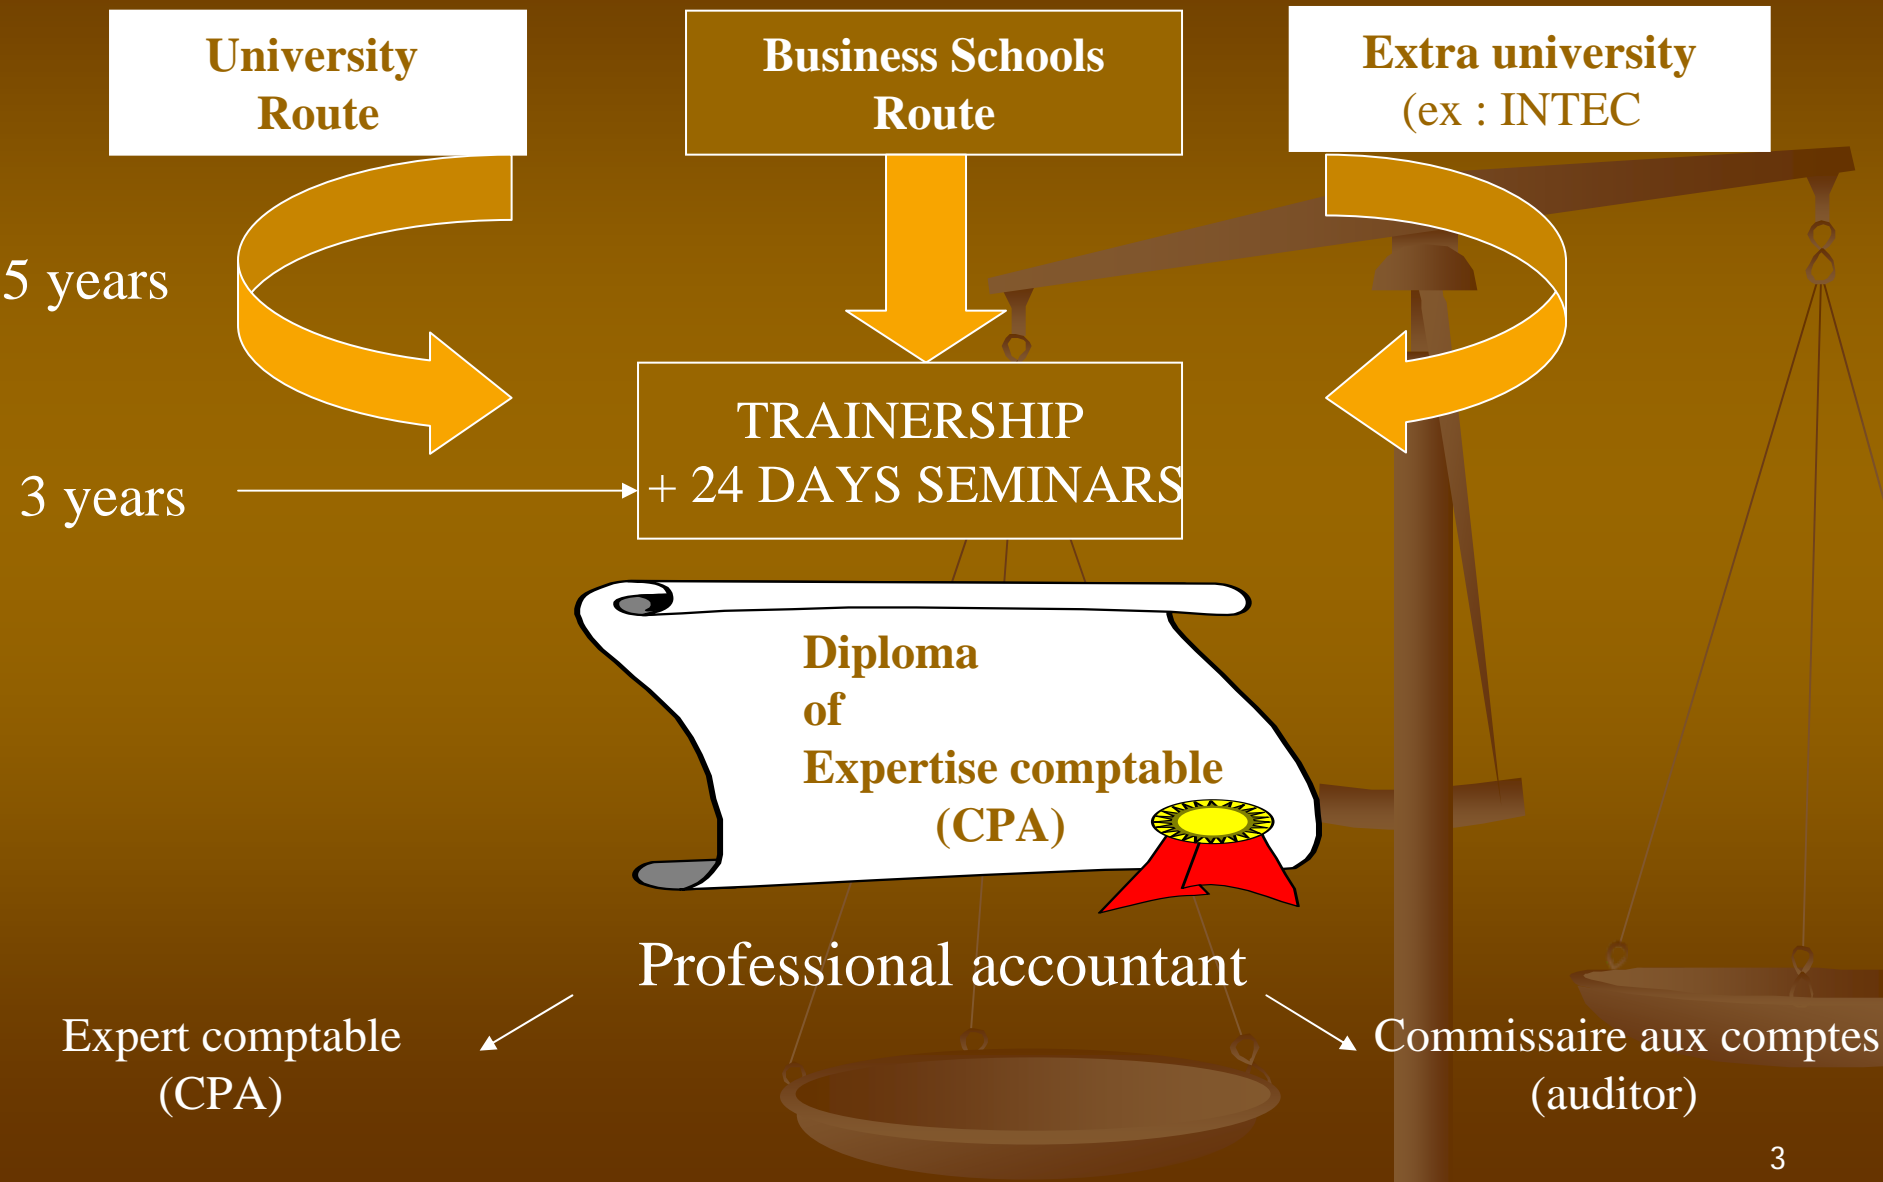 University
Route
Business Schools
Route
Extra university
(ex : INTEC
5 years
TRAINERSHIP
+ 24 DAYS SEMINARS
3 years
Diploma
of
Expertise comptable
(CPA)
Professional accountant
Expert comptable
(CPA)
Commissaire aux comptes
(auditor)
3